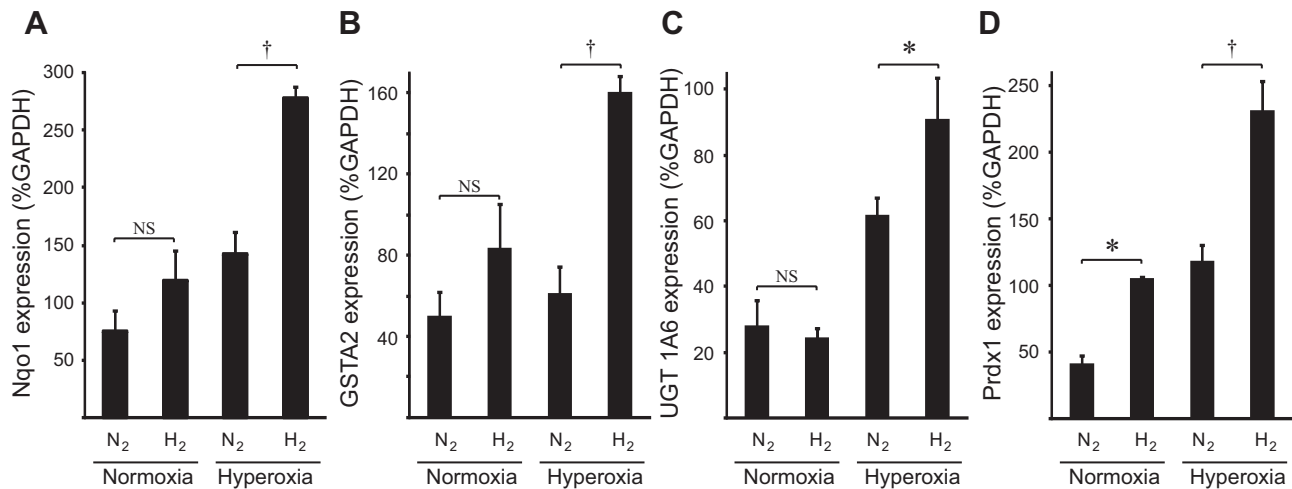 A
Nqo1 expression (%GAPDH)
300
250
200
150
100
50
NS
†
N₂ H₂ N₂ H₂
Normoxia Hyperoxia
B
GSTA2 expression (%GAPDH)
160
120
80
40
NS
†
N₂ H₂ N₂ H₂
Normoxia Hyperoxia
C
UGT 1A6 expression (%GAPDH)
100
80
60
40
20
NS
*
N₂ H₂ N₂ H₂
Normoxia Hyperoxia
D
Prdx1 expression (%GAPDH)
250
200
150
100
50
*
†
N₂ H₂ N₂ H₂
Normoxia Hyperoxia